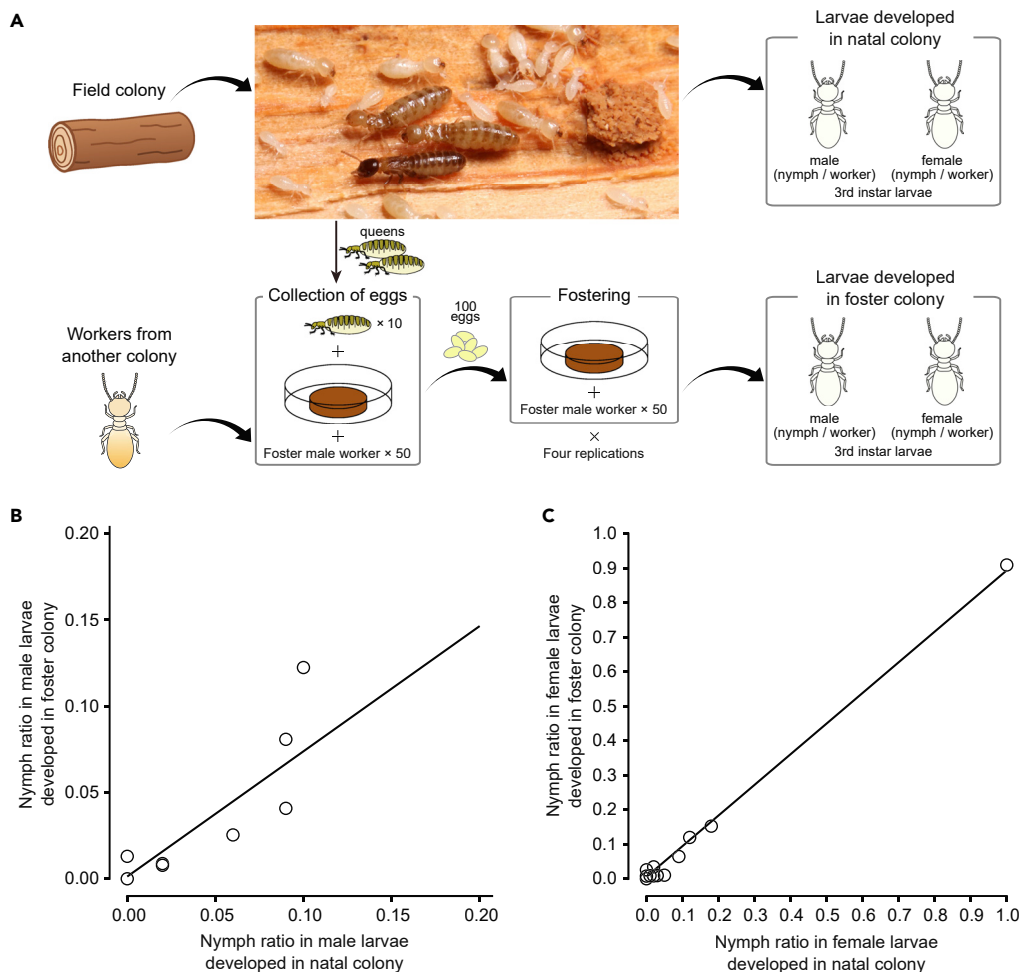 A
Field colony
Larvae developed
in natal colony
male
(nymph / worker)
female
(nymph / worker)
3rd instar larvae
queens
Workers from
another colony
Collection of eggs
× 10
+
+
Foster male worker × 50
100
eggs
Fostering
+
Foster male worker × 50
×
Four replications
Larvae developed
in foster colony
male
(nymph / worker)
female
(nymph / worker)
3rd instar larvae
B
Nymph ratio in male larvae
developed in foster colony
0.20
0.15
0.10
0.05
0.00
0.00 0.05 0.10 0.15 0.20
Nymph ratio in male larvae
developed in natal colony
C
Nymph ratio in female larvae
developed in foster colony
1.0
0.9
0.8
0.7
0.6
0.5
0.4
0.3
0.2
0.1
0.0
0.0 0.1 0.2 0.3 0.4 0.5 0.6 0.7 0.8 0.9 1.0
Nymph ratio in female larvae
developed in natal colony